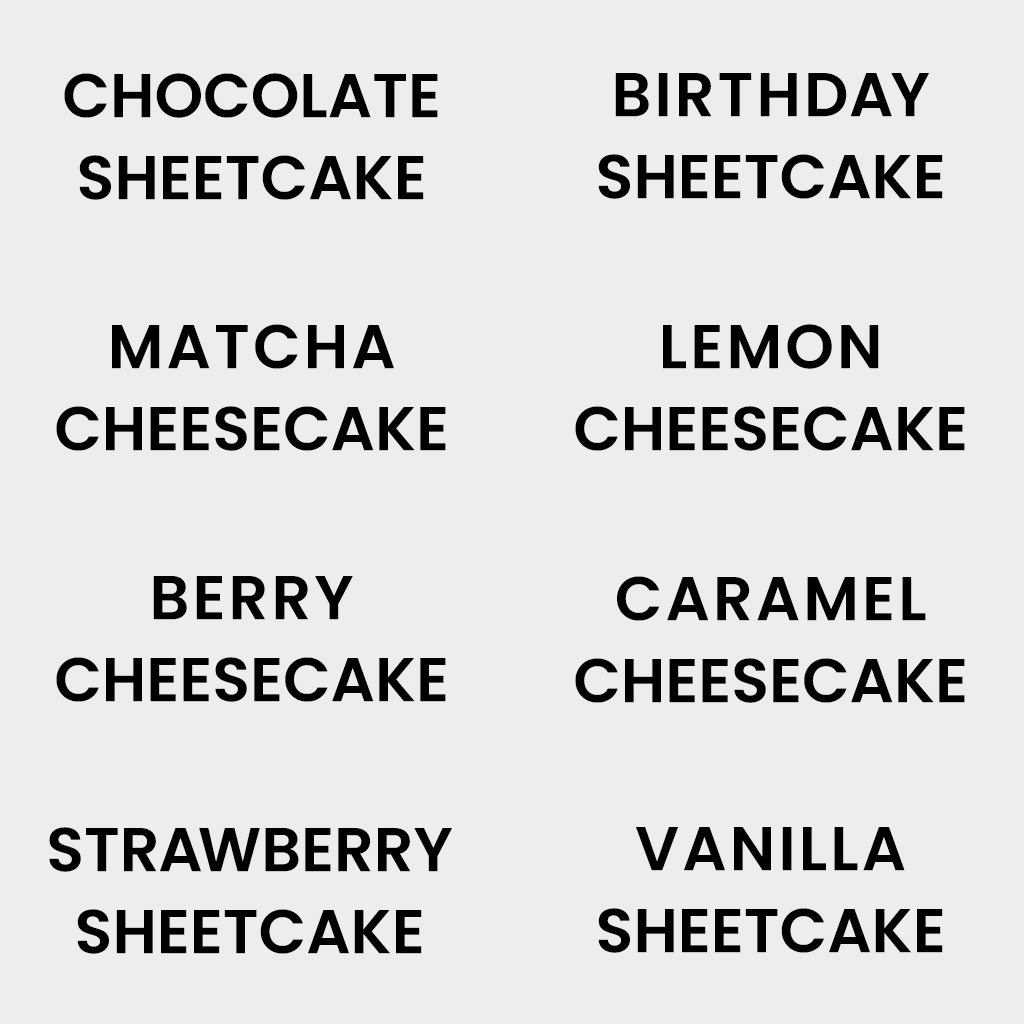 CHOCOLATE
SHEETCAKE
BIRTHDAY
SHEETCAKE
MATCHA
CHEESECAKE
LEMON
CHEESECAKE
BERRY
CHEESECAKE
CARAMEL
CHEESECAKE
STRAWBERRY
SHEETCAKE
VANILLA
SHEETCAKE